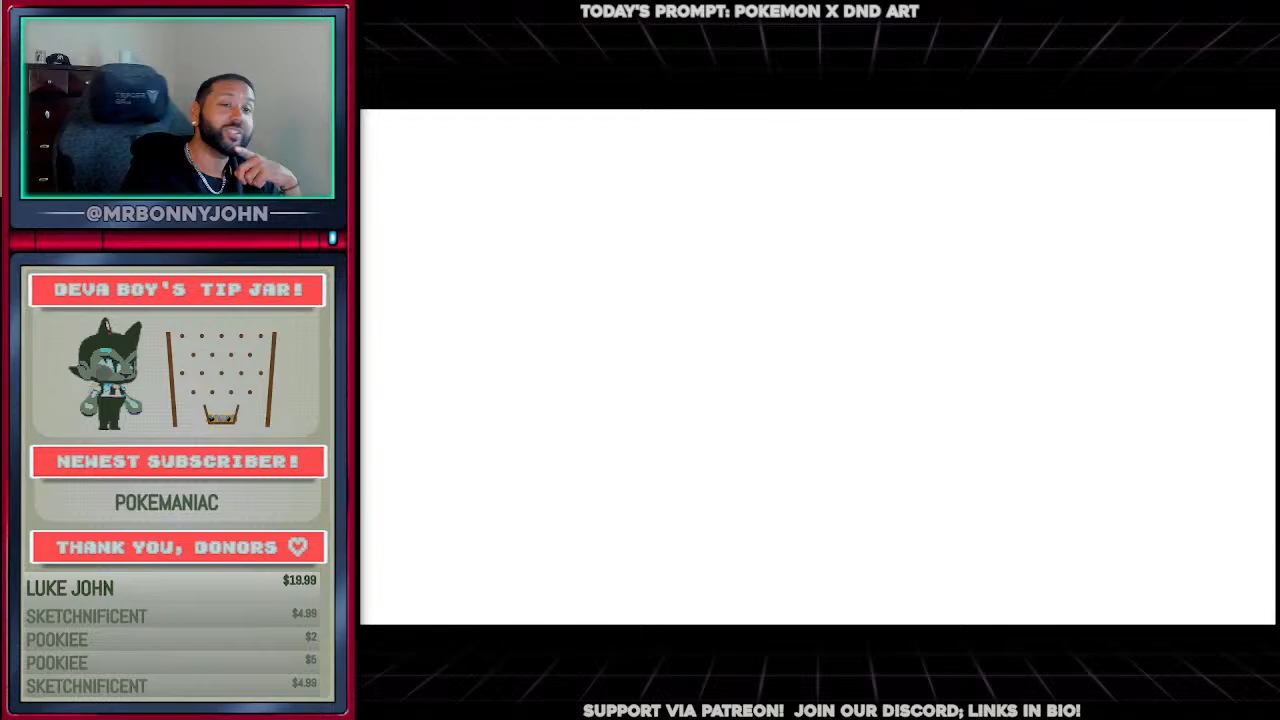 TODAY'S PROMPT: POKEMON X DND ART
@MRBONNYJOHN
DEVA BOY'S TIP JAR!
NEWEST SUBSCRIBER!
POKEMANIAC
THANK YOU, DONORS
LUKE JOHN $19.99
SKETCHNIFICENT $4.99
POOKIEE $2
POOKIEE $5
SKETCHNIFICENT $4.99
SUPPORT VIA PATREON! JOIN OUR DISCORD; LINKS IN BIO!